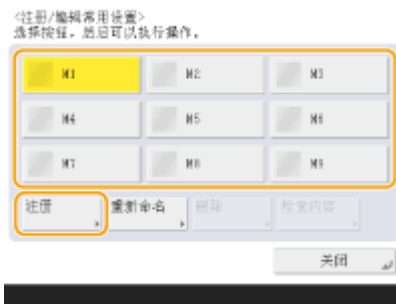 <注册/编辑常用设置>
选择按钮，然后可以执行操作。
M1 M2 M3
M4 M5 M6
M7 M8 M9
注册 重新命名 删除 检查内容
关闭